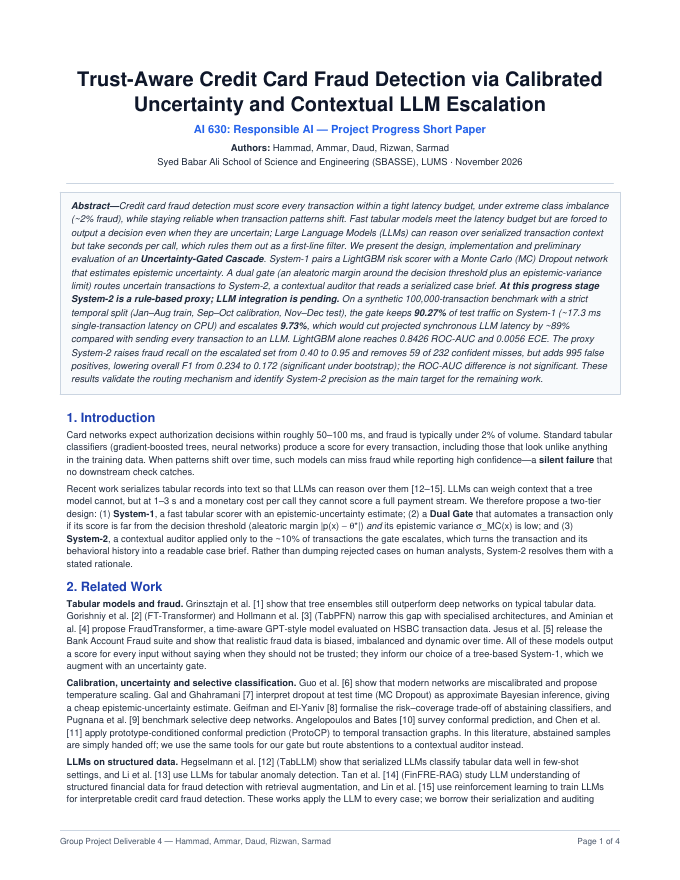 Trust-Aware Credit Card Fraud Detection via Calibrated
Uncertainty and Contextual LLM Escalation
AI 630: Responsible AI — Project Progress Short Paper
Authors: Hammad, Ammar, Daud, Rizwan, Sarmad
Syed Babar Ali School of Science and Engineering (SBASSE), LUMS · November 2026
Abstract—Credit card fraud detection must score every transaction within a tight latency budget, under extreme class imbalance
(~2% fraud), while staying reliable when transaction patterns shift. Fast tabular models meet the latency budget but are forced to
output a decision even when they are uncertain; Large Language Models (LLMs) can reason over serialized transaction context
but take seconds per call, which rules them out as a first-line filter. We present the design, implementation and preliminary
evaluation of an Uncertainty-Gated Cascade. System-1 pairs a LightGBM risk scorer with a Monte Carlo (MC) Dropout network
that estimates epistemic uncertainty. A dual gate (an aleatoric margin around the decision threshold plus an epistemic-variance
limit) routes uncertain transactions to System-2, a contextual auditor that reads a serialized case brief. At this progress stage
System-2 is a rule-based proxy; LLM integration is pending. On a synthetic 100,000-transaction benchmark with a strict
temporal split (Jan–Aug train, Sep–Oct calibration, Nov–Dec test), the gate keeps 90.27% of test traffic on System-1 (~17.3 ms
single-transaction latency on CPU) and escalates 9.73%, which would cut projected synchronous LLM latency by ~89%
compared with sending every transaction to an LLM. LightGBM alone reaches 0.8426 ROC-AUC and 0.0056 ECE. The proxy
System-2 raises fraud recall on the escalated set from 0.40 to 0.95 and removes 59 of 232 confident misses, but adds 995 false
positives, lowering overall F1 from 0.234 to 0.172 (significant under bootstrap); the ROC-AUC difference is not significant. These
results validate the routing mechanism and identify System-2 precision as the main target for the remaining work.
1. Introduction
Card networks expect authorization decisions within roughly 50–100 ms, and fraud is typically under 2% of volume. Standard tabular
classifiers (gradient-boosted trees, neural networks) produce a score for every transaction, including those that look unlike anything
in the training data. When patterns shift over time, such models can miss fraud while reporting high confidence—a silent failure that
no downstream check catches.
Recent work serializes tabular records into text so that LLMs can reason over them [12–15]. LLMs can weigh context that a tree
model cannot, but at 1–3 s and a monetary cost per call they cannot score a full payment stream. We therefore propose a two-tier
design: (1) System-1, a fast tabular scorer with an epistemic-uncertainty estimate; (2) a Dual Gate that automates a transaction only
if its score is far from the decision threshold (aleatoric margin |p(x) − θ*|) and its epistemic variance σ_MC(x) is low; and (3)
System-2, a contextual auditor applied only to the ~10% of transactions the gate escalates, which turns the transaction and its
behavioral history into a readable case brief. Rather than dumping rejected cases on human analysts, System-2 resolves them with a
stated rationale.
2. Related Work
Tabular models and fraud. Grinsztajn et al. [1] show that tree ensembles still outperform deep networks on typical tabular data.
Gorishniy et al. [2] (FT-Transformer) and Hollmann et al. [3] (TabPFN) narrow this gap with specialised architectures, and Aminian et
al. [4] propose FraudTransformer, a time-aware GPT-style model evaluated on HSBC transaction data. Jesus et al. [5] release the
Bank Account Fraud suite and show that realistic fraud data is biased, imbalanced and dynamic over time. All of these models output
a score for every input without saying when they should not be trusted; they inform our choice of a tree-based System-1, which we
augment with an uncertainty gate.
Calibration, uncertainty and selective classification. Guo et al. [6] show that modern networks are miscalibrated and propose
temperature scaling. Gal and Ghahramani [7] interpret dropout at test time (MC Dropout) as approximate Bayesian inference, giving
a cheap epistemic-uncertainty estimate. Geifman and El-Yaniv [8] formalise the risk–coverage trade-off of abstaining classifiers, and
Pugnana et al. [9] benchmark selective deep networks. Angelopoulos and Bates [10] survey conformal prediction, and Chen et al.
[11] apply prototype-conditioned conformal prediction (ProtoCP) to temporal transaction graphs. In this literature, abstained samples
are simply handed off; we use the same tools for our gate but route abstentions to a contextual auditor instead.
LLMs on structured data. Hegselmann et al. [12] (TabLLM) show that serialized LLMs classify tabular data well in few-shot
settings, and Li et al. [13] use LLMs for tabular anomaly detection. Tan et al. [14] (FinFRE-RAG) study LLM understanding of
structured financial data for fraud detection with retrieval augmentation, and Lin et al. [15] use reinforcement learning to train LLMs
for interpretable credit card fraud detection. These works apply the LLM to every case; we borrow their serialization and auditing
Group Project Deliverable 4 — Hammad, Ammar, Daud, Rizwan, Sarmad
Page 1 of 4